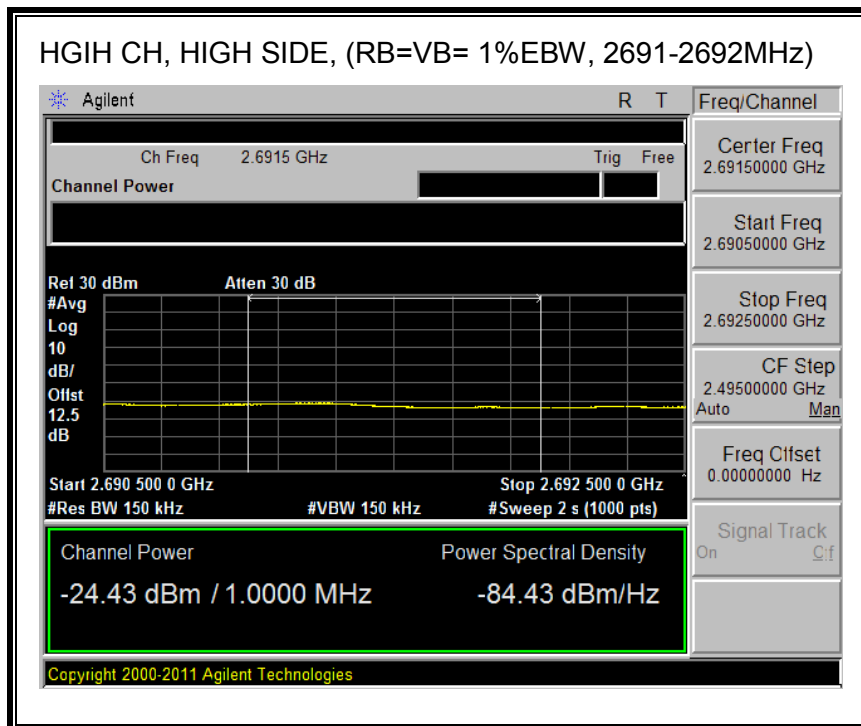 HGIH CH, HIGH SIDE, (RB=VB= 1%EBW, 2691-2692MHz)
Agilent R T
Ch Freq 2.6915 GHz Trig Free
Channel Power
Ref 30 dBm Atten 30 dB
#Avg
Log
10
dB/
Offst
12.5
dB
Start 2.690 500 0 GHz Stop 2.692 500 0 GHz
#Res BW 150 kHz #VBW 150 kHz #Sweep 2 s (1000 pts)
Channel Power Power Spectral Density
-24.43 dBm / 1.0000 MHz -84.43 dBm/Hz
Copyright 2000-2011 Agilent Technologies
Freq/Channel
Center Freq
2.69150000 GHz
Start Freq
2.69050000 GHz
Stop Freq
2.69250000 GHz
CF Step
2.49500000 GHz
Auto Man
Freq Offset
0.00000000 Hz
Signal Track
On Off